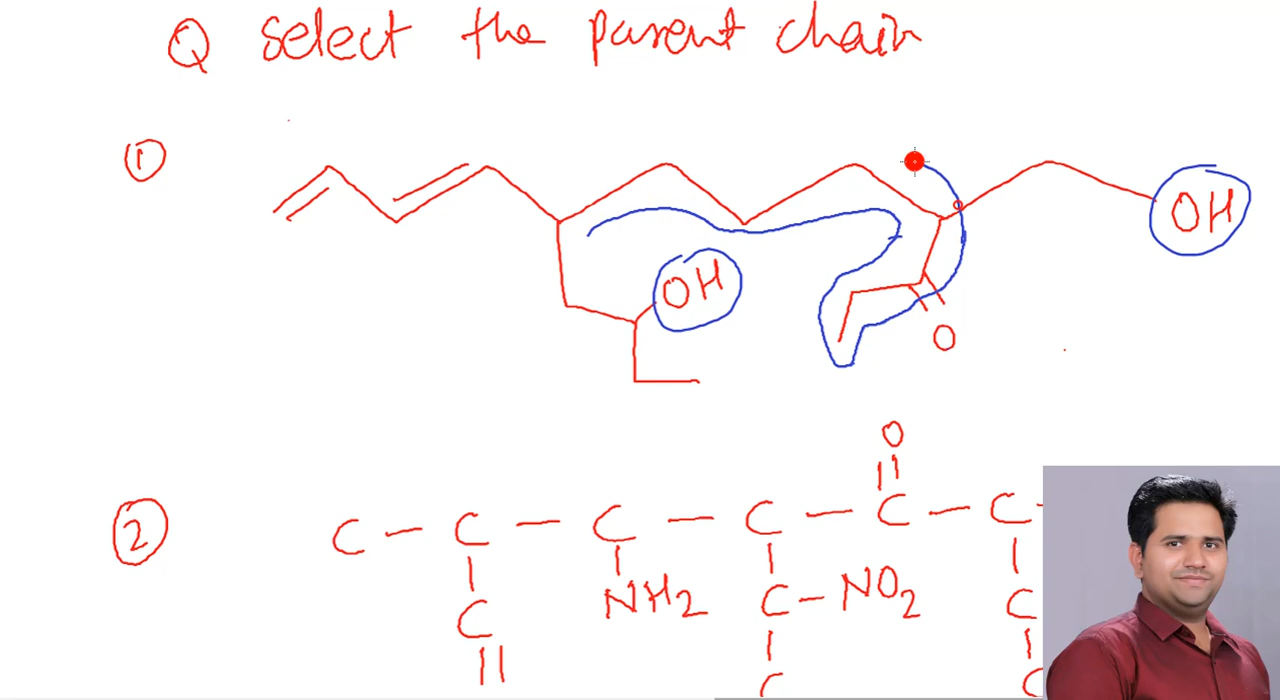 Q select the parent chain
①
OH
OH
O
O
②
C – C – C – C – C – C –
C NH2 C – NO2 C
C C